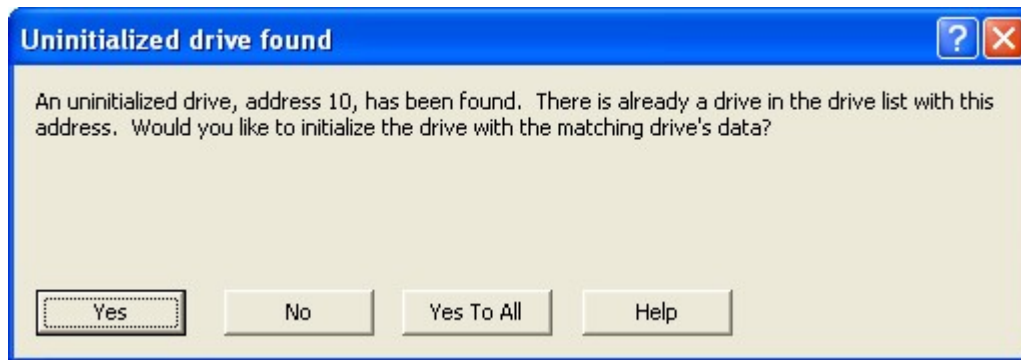 Uninitialized drive found
An uninitialized drive, address 10, has been found. There is already a drive in the drive list with this
address. Would you like to initialize the drive with the matching drive's data?
Yes No Yes To All Help